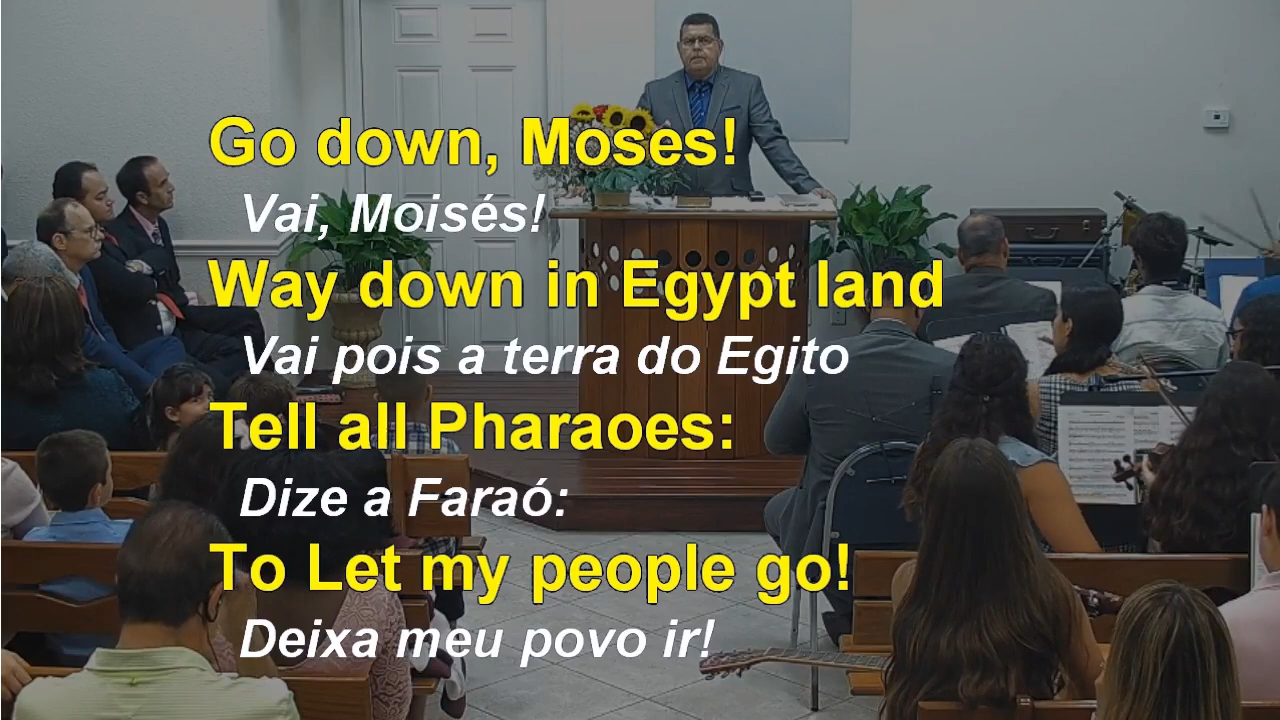 Go down, Moses!
Vai, Moisés!
Way down in Egypt land
Vai pois a terra do Egito
Tell all Pharaoes:
Dize a Faraó:
To Let my people go!
Deixa meu povo ir!